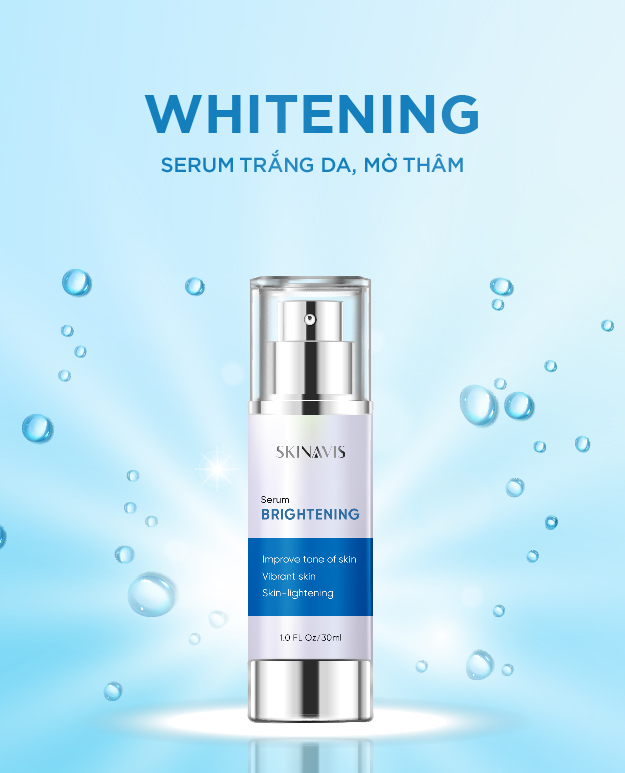 WHITENING
SERUM TRẮNG DA, MỜ THÂM
SKINAVIS
Serum
BRIGHTENING
Improve tone of skin
Vibrant skin
Skin-lightening
1.0 FL Oz/30ml